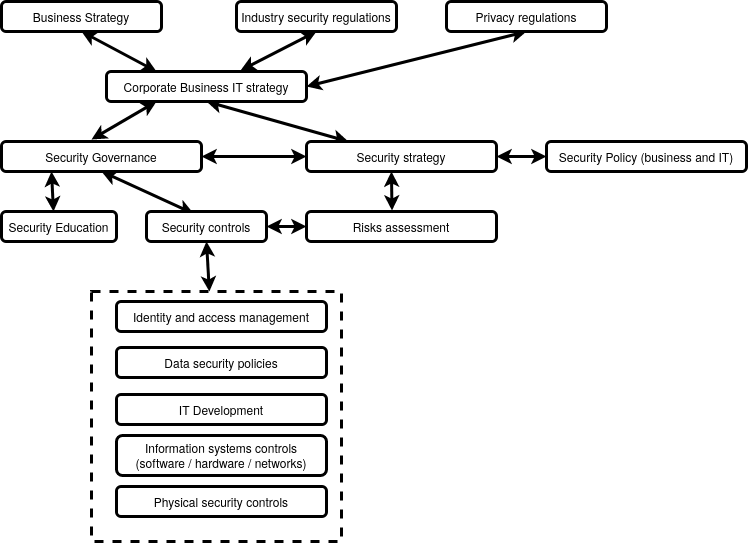 Business Strategy
Industry security regulations
Privacy regulations
Corporate Business IT strategy
Security Governance
Security strategy
Security Policy (business and IT)
Security Education
Security controls
Risks assessment
Identity and access management
Data security policies
IT Development
Information systems controls
(software / hardware / networks)
Physical security controls